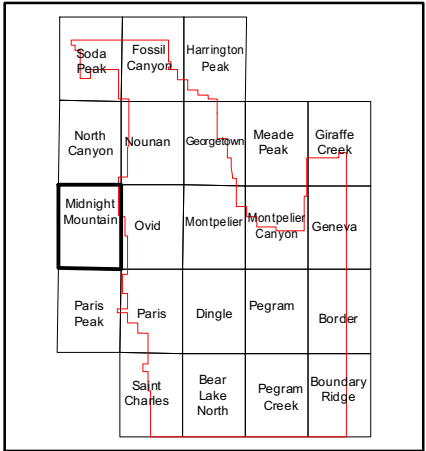 Soda
Peak
Fossil
Canyon
Harrington
Peak
North
Canyon
Nounan
Georgetown
Meade
Peak
Giraffe
Creek
Midnight
Mountain
Ovid
Montpelier
Montpelier
Canyon
Geneva
Paris
Peak
Paris
Dingle
Pegram
Border
Saint
Charles
Bear
Lake
North
Pegram
Creek
Boundary
Ridge